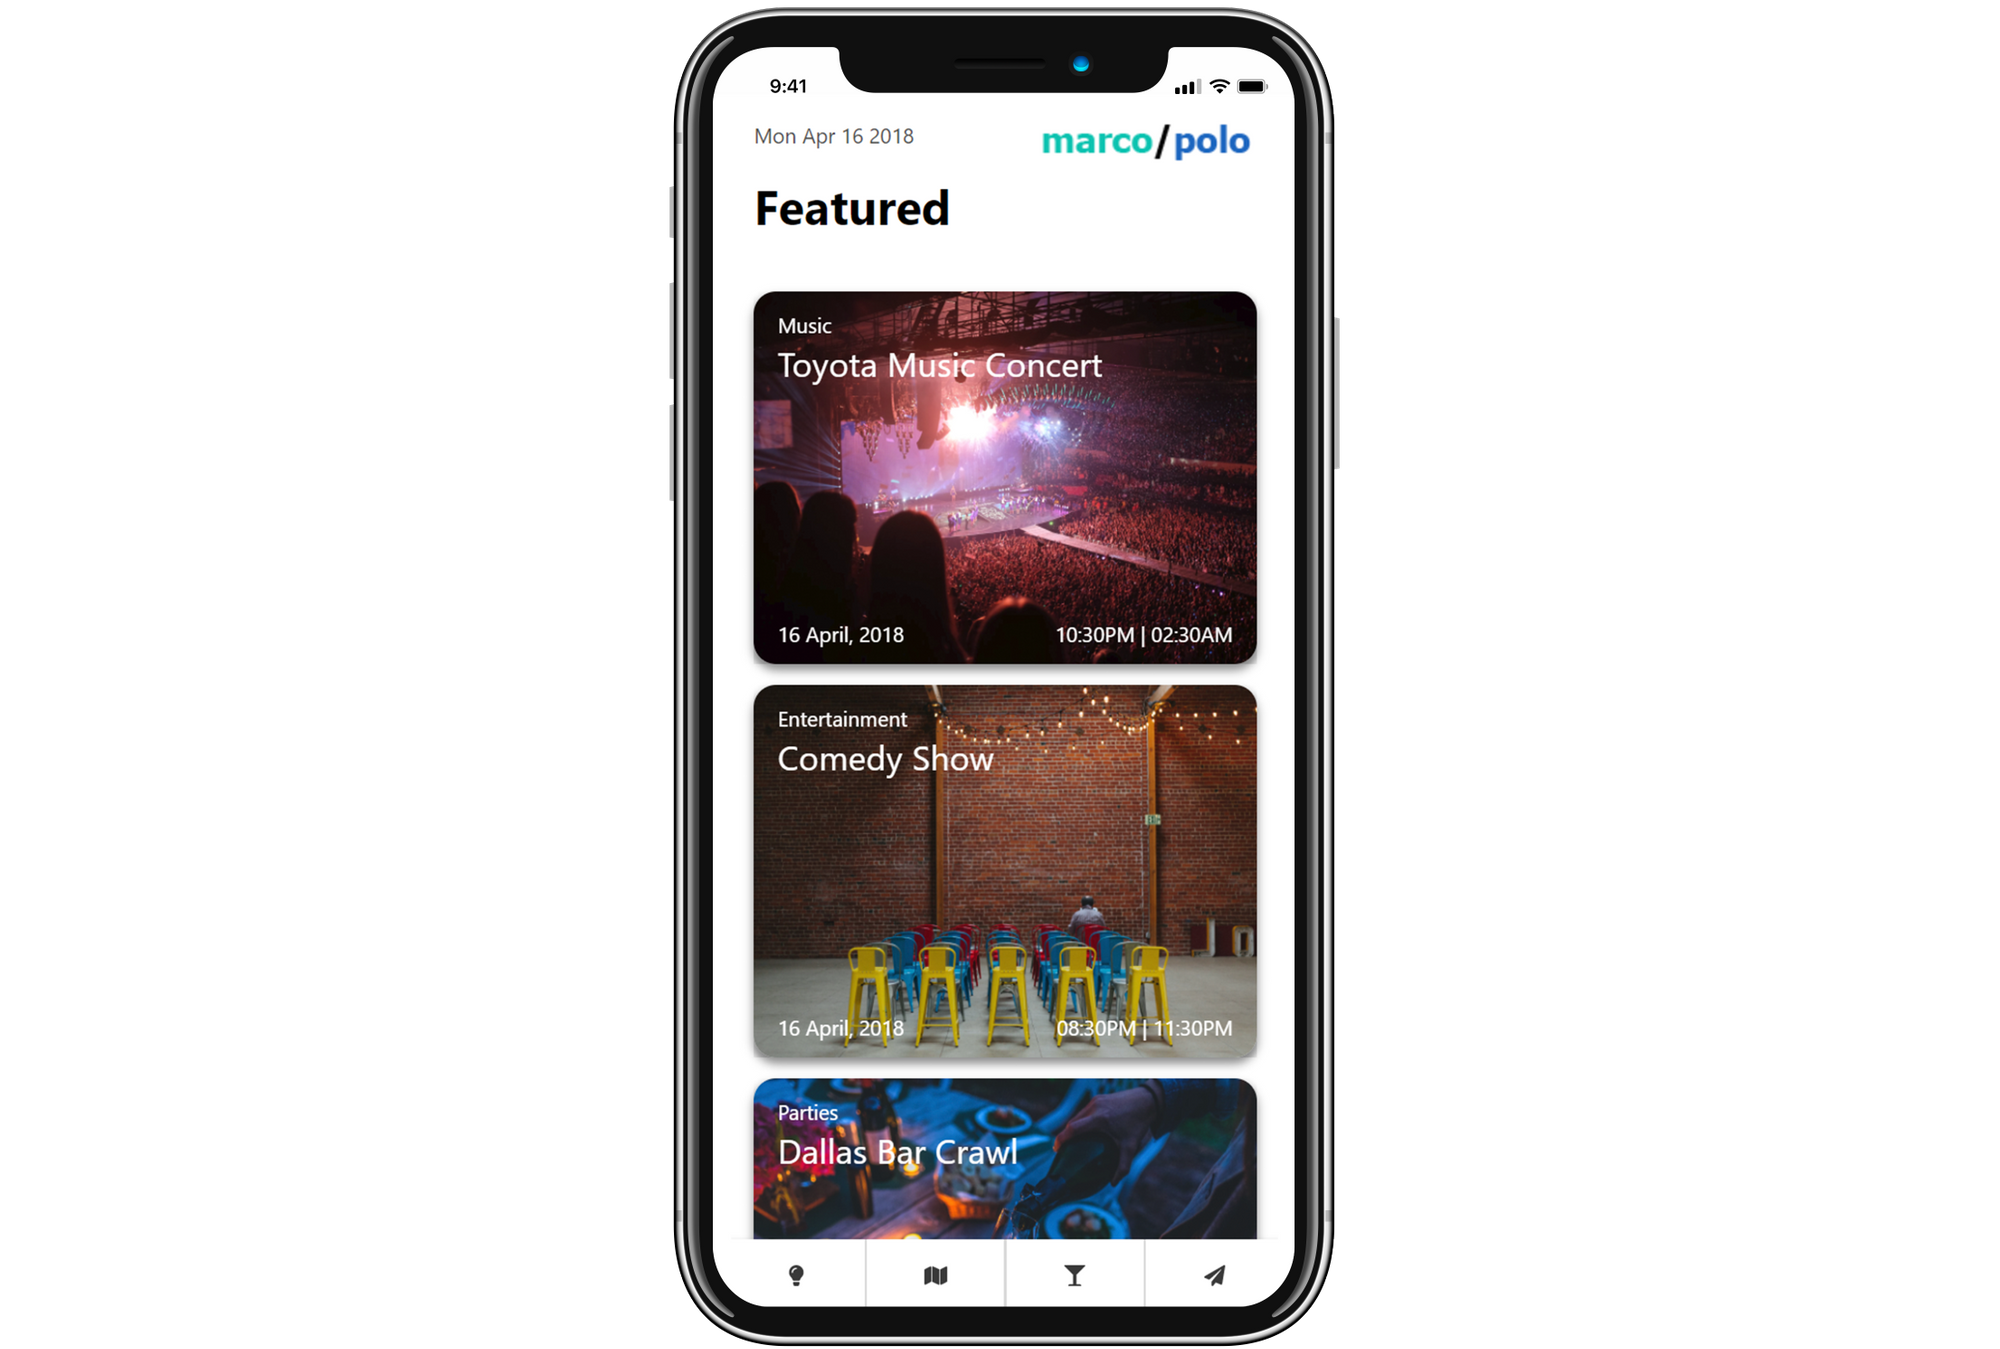 9:41
Mon Apr 16 2018
marco/polo
Featured
Music
Toyota Music Concert
16 April, 2018
10:30PM | 02:30AM
Entertainment
Comedy Show
16 April, 2018
08:30PM | 11:30PM
Parties
Dallas Bar Crawl